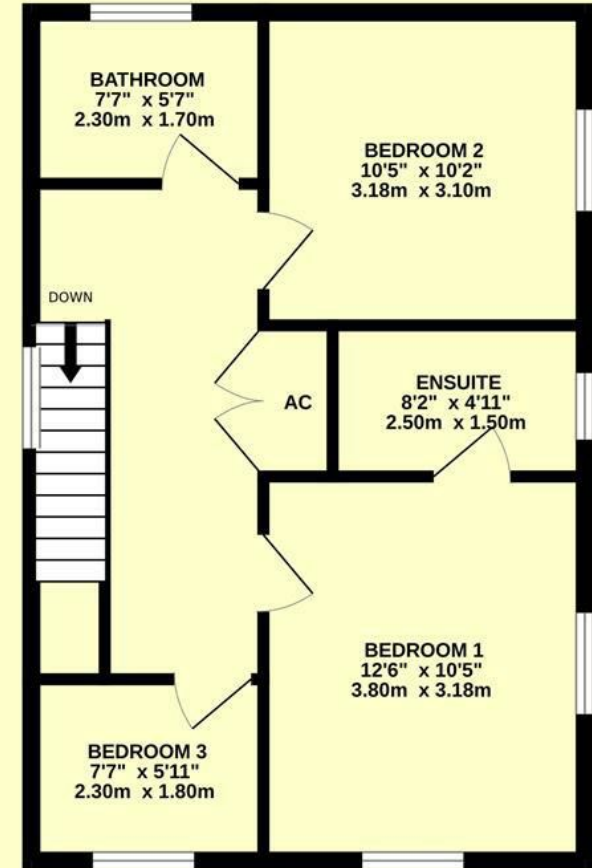 BATHROOM
7'7" x 5'7"
2.30m x 1.70m
BEDROOM 2
10'5" x 10'2"
3.18m x 3.10m
DOWN
AC
ENSUITE
8'2" x 4'11"
2.50m x 1.50m
BEDROOM 1
12'6" x 10'5"
3.80m x 3.18m
BEDROOM 3
7'7" x 5'11"
2.30m x 1.80m